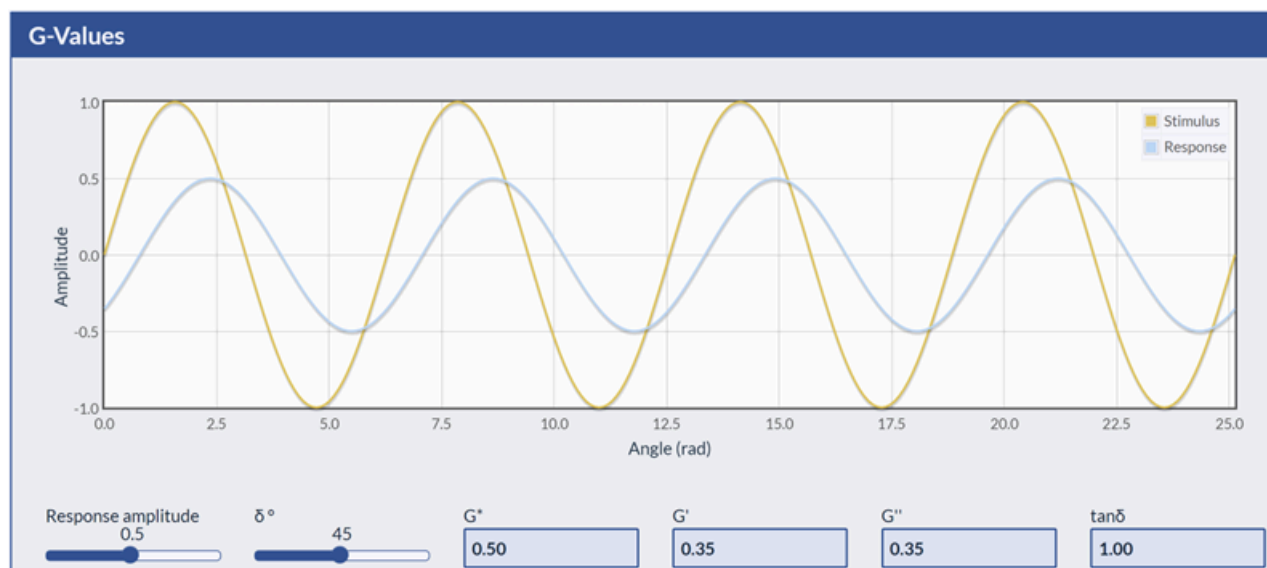 G-Values
1.0
0.5
0.0
-0.5
-1.0
Amplitude
Stimulus
Response
0.0 2.5 5.0 7.5 10.0 12.5 15.0 17.5 20.0 22.5 25.0
Angle (rad)
Response amplitude δ° G* G' G'' tanδ
0.5 45
0.50 0.35 0.35 1.00